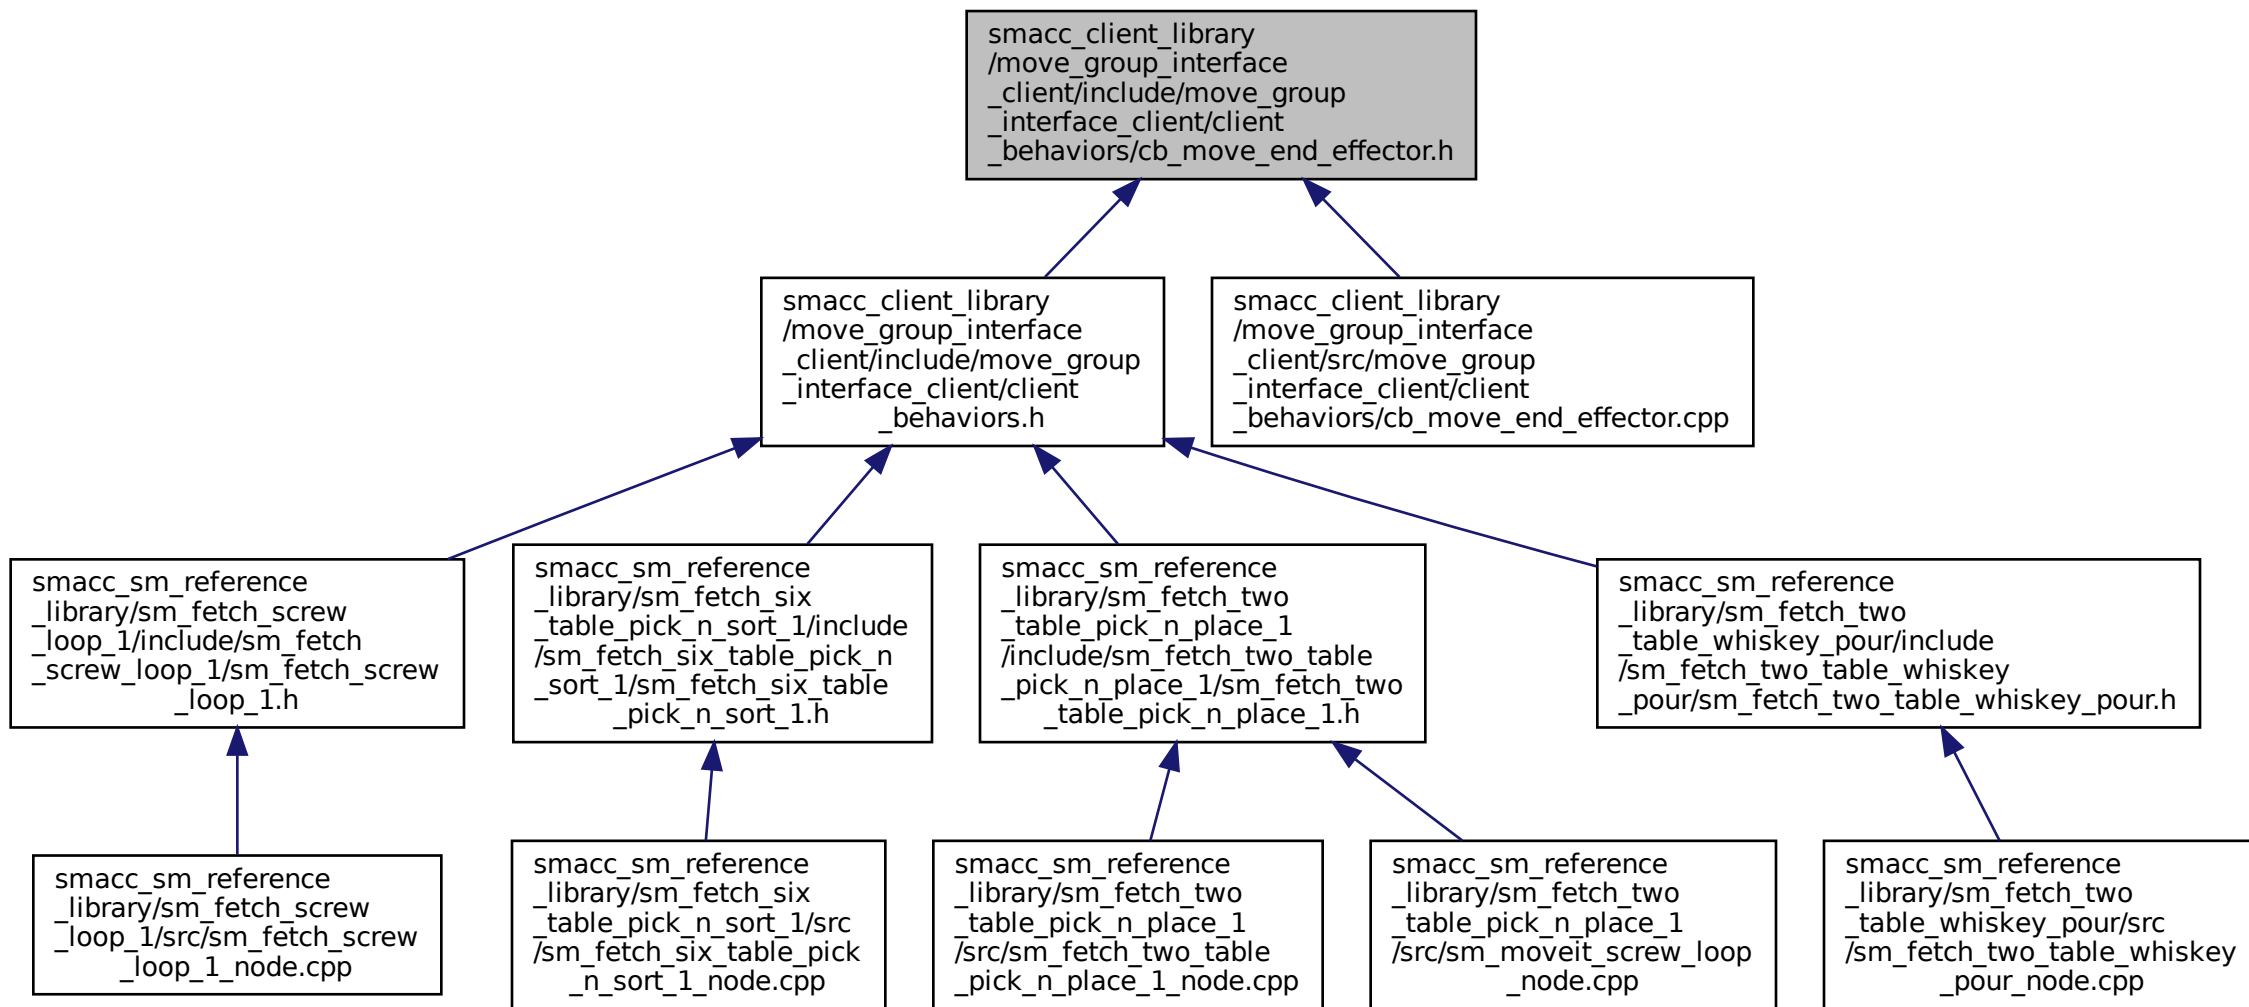 smacc_client_library
/move_group_interface
_client/include/move_group
_interface_client/client
_behaviors/cb_move_end_effector.h
smacc_client_library
/move_group_interface
_client/include/move_group
_interface_client/client
_behaviors.h
smacc_client_library
/move_group_interface
_client/src/move_group
_interface_client/client
_behaviors/cb_move_end_effector.cpp
smacc_sm_reference
_library/sm_fetch_screw
_loop_1/include/sm_fetch
_screw_loop_1/sm_fetch_screw
_loop_1.h
smacc_sm_reference
_library/sm_fetch_six
_table_pick_n_sort_1/include
/sm_fetch_six_table_pick_n
_sort_1/sm_fetch_six_table
_pick_n_sort_1.h
smacc_sm_reference
_library/sm_fetch_two
_table_pick_n_place_1
/include/sm_fetch_two_table
_pick_n_place_1/sm_fetch_two
_table_pick_n_place_1.h
smacc_sm_reference
_library/sm_fetch_two
_table_whiskey_pour/include
/sm_fetch_two_table_whiskey
_pour/sm_fetch_two_table_whiskey_pour.h
smacc_sm_reference
_library/sm_fetch_screw
_loop_1/src/sm_fetch_screw
_loop_1_node.cpp
smacc_sm_reference
_library/sm_fetch_six
_table_pick_n_sort_1/src
/sm_fetch_six_table_pick
_n_sort_1_node.cpp
smacc_sm_reference
_library/sm_fetch_two
_table_pick_n_place_1
/src/sm_fetch_two_table
_pick_n_place_1_node.cpp
smacc_sm_reference
_library/sm_fetch_two
_table_pick_n_place_1
/src/sm_moveit_screw_loop
_node.cpp
smacc_sm_reference
_library/sm_fetch_two
_table_whiskey_pour/src
/sm_fetch_two_table_whiskey
_pour_node.cpp